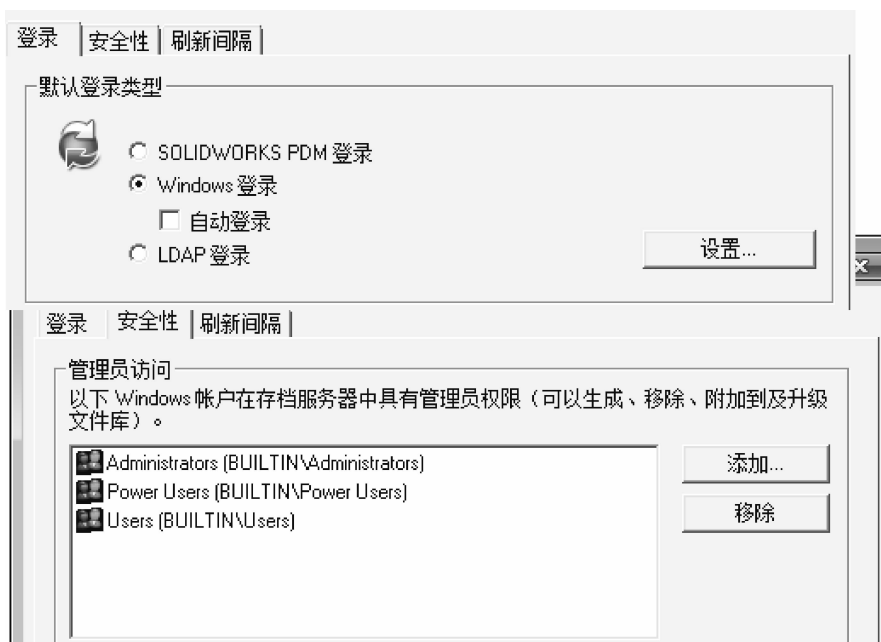 登录 安全性 刷新间隔
默认登录类型
SOLIDWORKS PDM 登录
Windows 登录
自动登录
LDAP 登录
设置...
登录 安全性 刷新间隔
管理员访问
以下 Windows 帐户在存档服务器中具有管理员权限（可以生成、移除、附加到及升级
文件库）。
Administrators (BUILTIN\Administrators)
Power Users (BUILTIN\Power Users)
Users (BUILTIN\Users)
添加...
移除